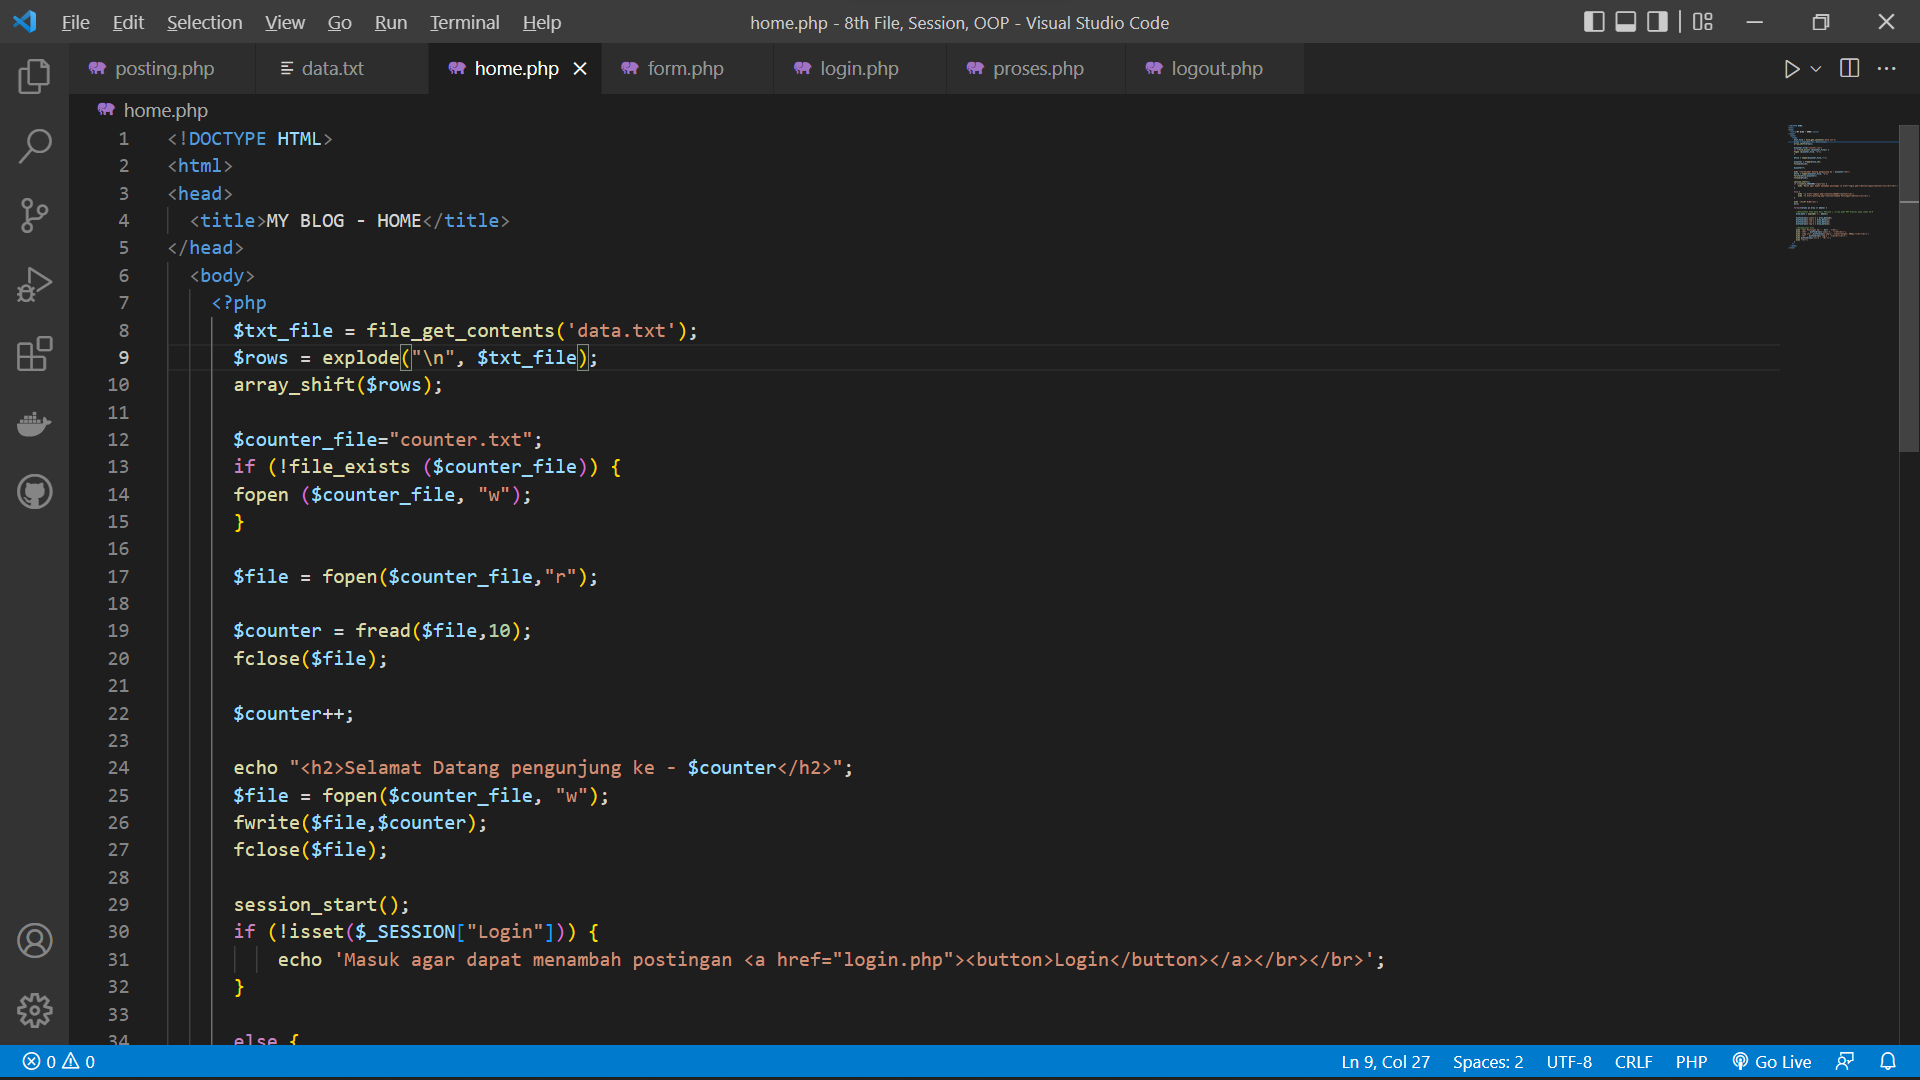 File Edit Selection View Go Run Terminal Help home.php - 8th File, Session, OOP - Visual Studio Code
posting.php data.txt home.php form.php login.php proses.php logout.php
home.php
1 <!DOCTYPE HTML>
2 <html>
3 <head>
4 <title>MY BLOG - HOME</title>
5 </head>
6 <body>
7 <?php
8 $txt_file = file_get_contents('data.txt');
9 $rows = explode("\n", $txt_file);
10 array_shift($rows);
11
12 $counter_file="counter.txt";
13 if (!file_exists ($counter_file)) {
14 fopen ($counter_file, "w");
15 }
16
17 $file = fopen($counter_file,"r");
18
19 $counter = fread($file,10);
20 fclose($file);
21
22 $counter++;
23
24 echo "<h2>Selamat Datang pengunjung ke - $counter</h2>";
25 $file = fopen($counter_file, "w");
26 fwrite($file,$counter);
27 fclose($file);
28
29 session_start();
30 if (!isset($_SESSION["Login"])) {
31 echo 'Masuk agar dapat menambah postingan <a href="login.php"><button>Login</button></a></br></br>';
32 }
33
34 else {
0 0 Ln 9, Col 27 Spaces: 2 UTF-8 CRLF PHP Go Live